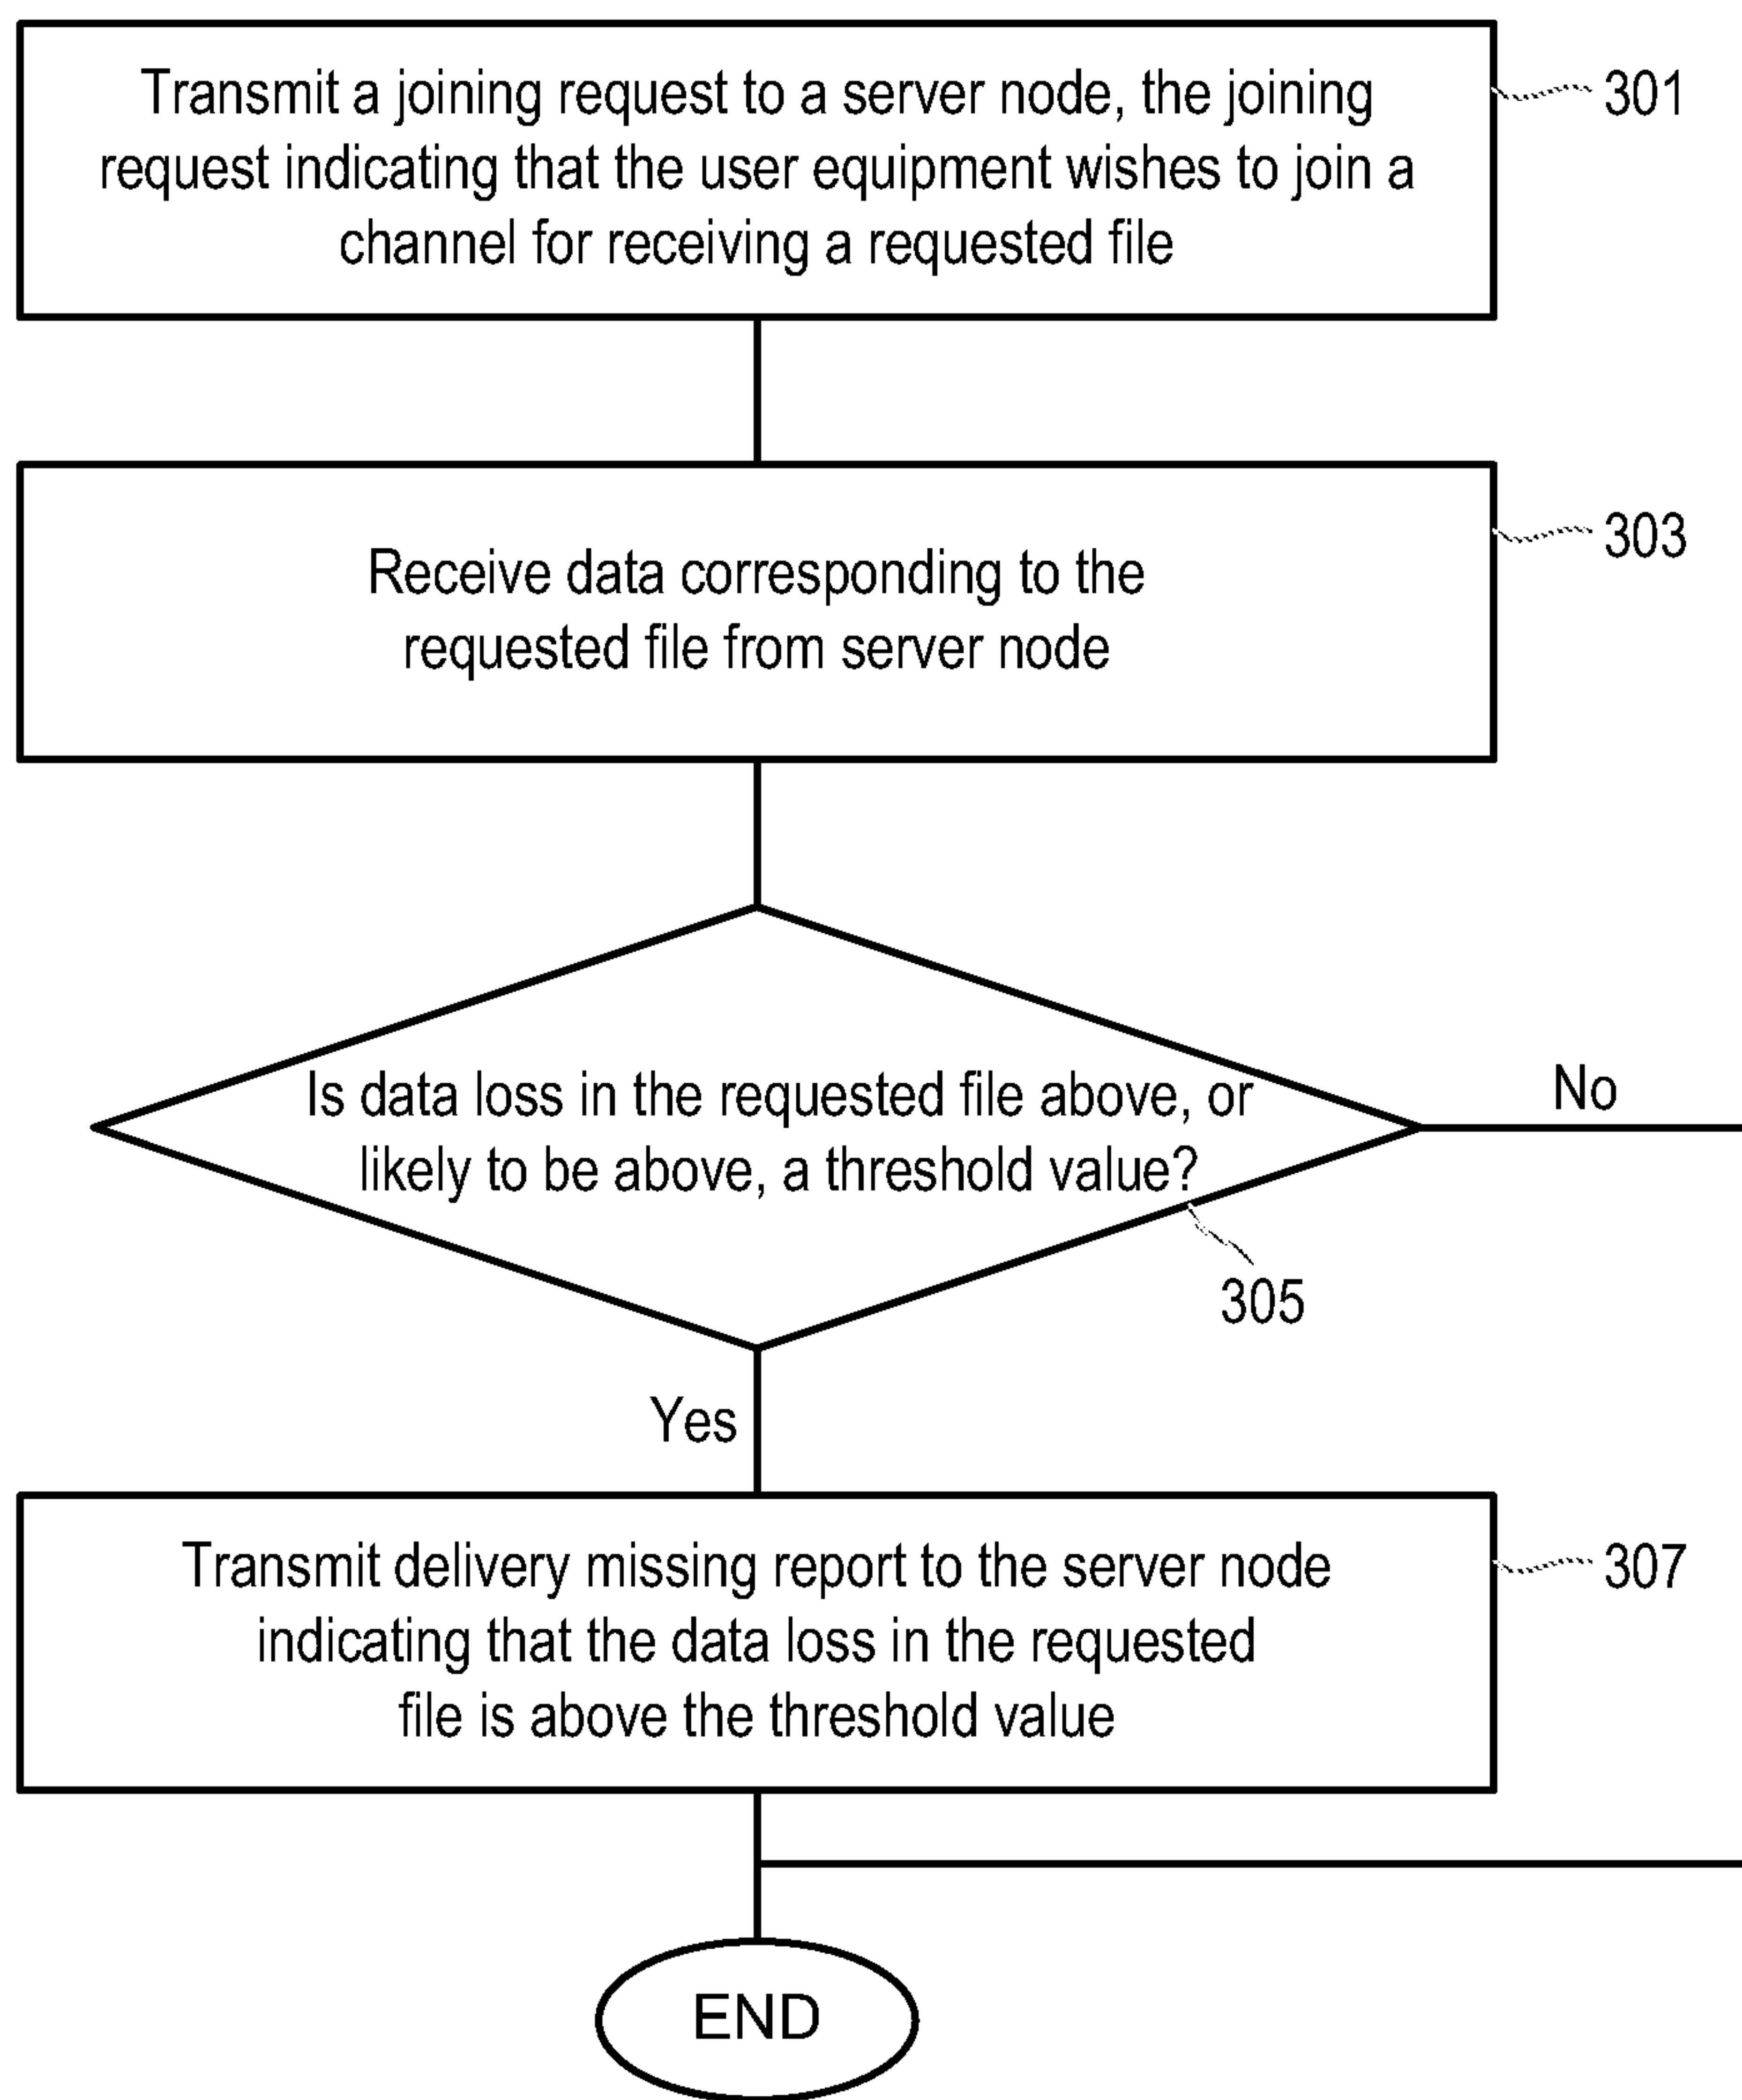 Transmit a joining request to a server node, the joining
request indicating that the user equipment wishes to join a
channel for receiving a requested file
301
Receive data corresponding to the
requested file from server node
303
Is data loss in the requested file above, or
likely to be above, a threshold value?
No
305
Yes
Transmit delivery missing report to the server node
indicating that the data loss in the requested
file is above the threshold value
307
END